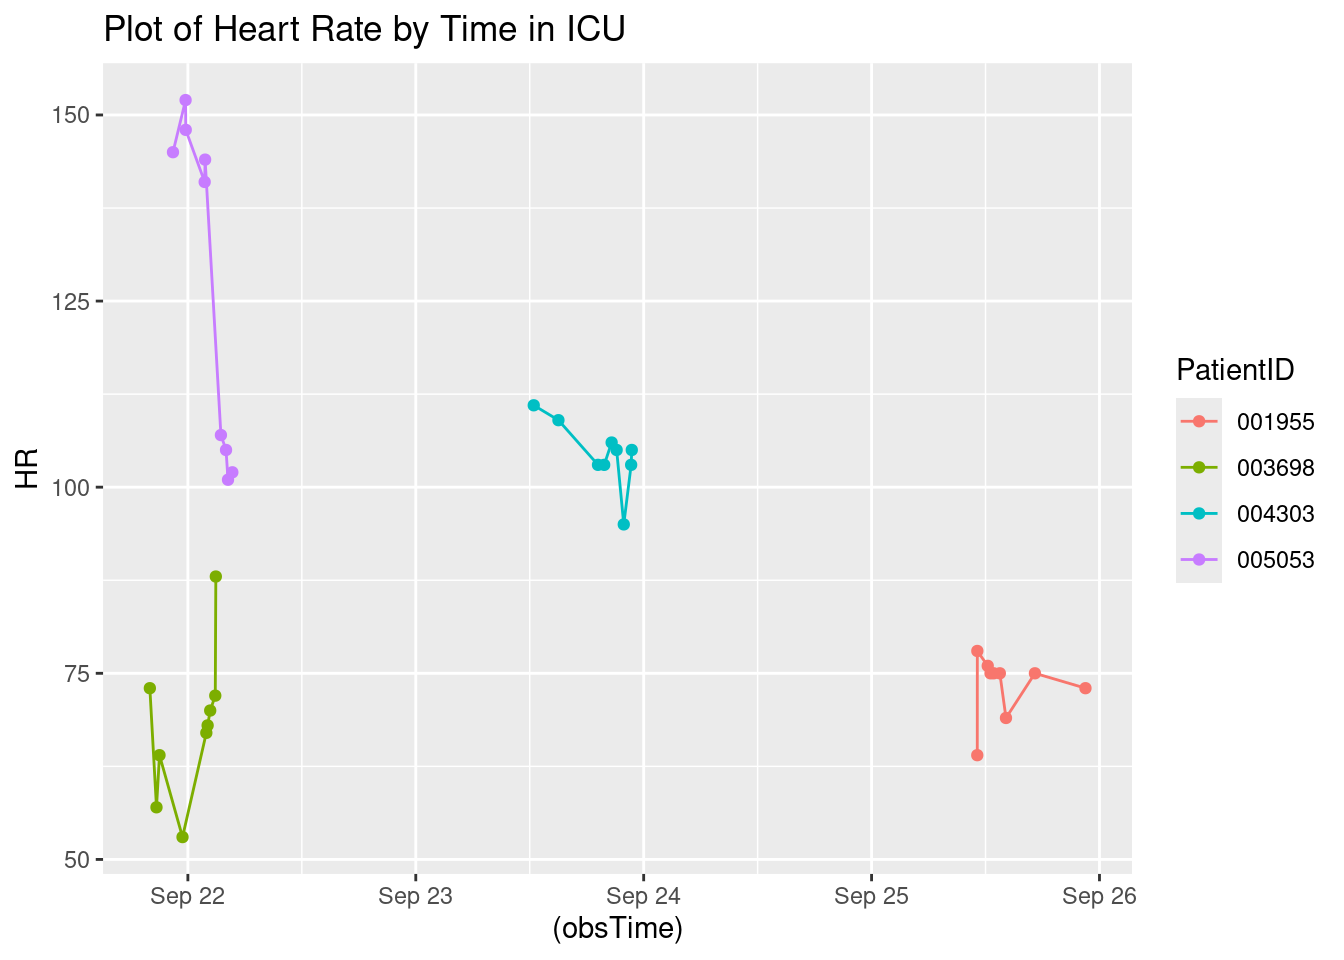 Plot of Heart Rate by Time in ICU
150
125
100
75
50
HR
Sep 22
Sep 23
Sep 24
Sep 25
Sep 26
(obsTime)
PatientID
001955
003698
004303
005053